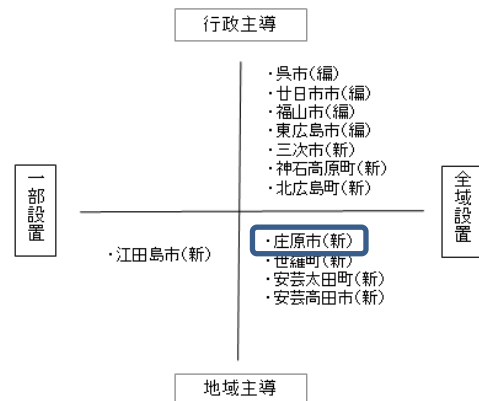 行政主導
・呉市(編)
・廿日市市(編)
・福山市(編)
・東広島市(編)
・三次市(新)
・神石高原町(新)
・北広島町(新)
一部設置
全域設置
・江田島市(新)
・庄原市(新)
・世羅町(新)
・安芸太田町(新)
・安芸高田市(新)
地域主導